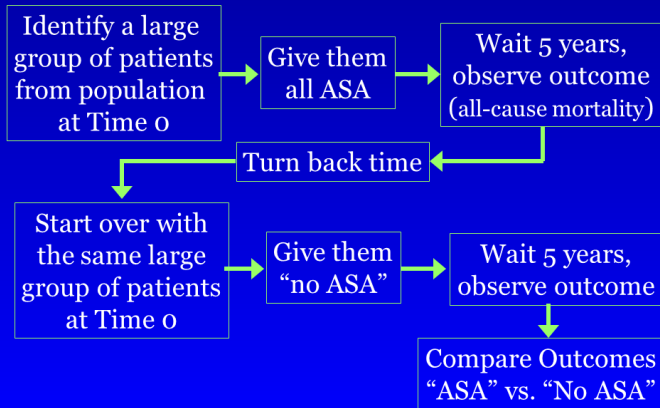 Identify a large
group of patients
from population
at Time 0
Give them
all ASA
Wait 5 years,
observe outcome
(all-cause mortality)
Turn back time
Start over with
the same large
group of patients
at Time 0
Give them
“no ASA”
Wait 5 years,
observe outcome
Compare Outcomes
“ASA” vs. “No ASA”